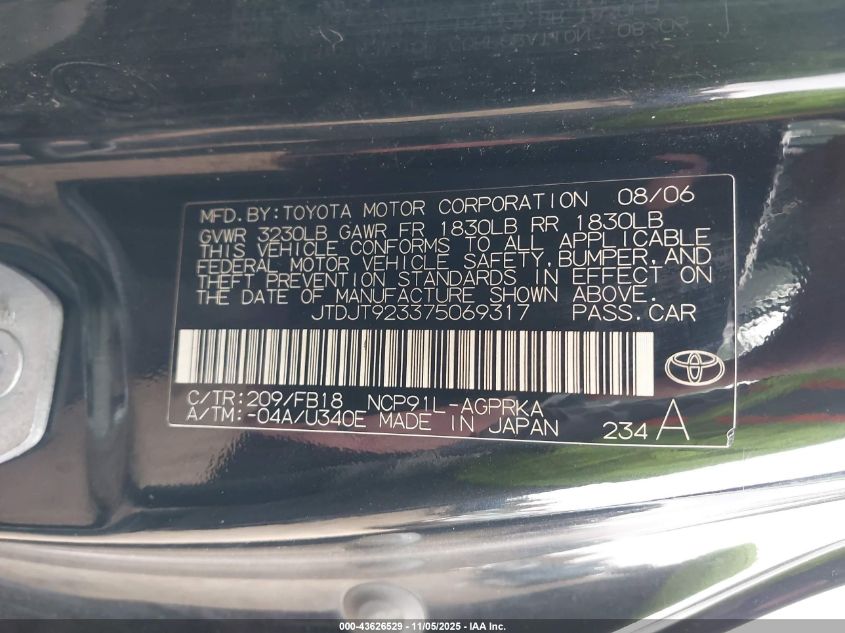 MFD. BY: TOYOTA MOTOR CORPORATION 08/06
GVWR 3230LB GAWR FR 1830LB RR 1830LB
THIS VEHICLE CONFORMS TO ALL APPLICABLE
FEDERAL MOTOR VEHICLE SAFETY, BUMPER, AND
THEFT PREVENTION STANDARDS IN EFFECT ON
THE DATE OF MANUFACTURE SHOWN ABOVE.
JTDJT923375069317 PASS.CAR
C/TR: 209/FB18 NCP91L-AGPRKA
A/TM:-04A/U340E MADE IN JAPAN 234 A
000-43626529 - 11/05/2025 - IAA Inc.